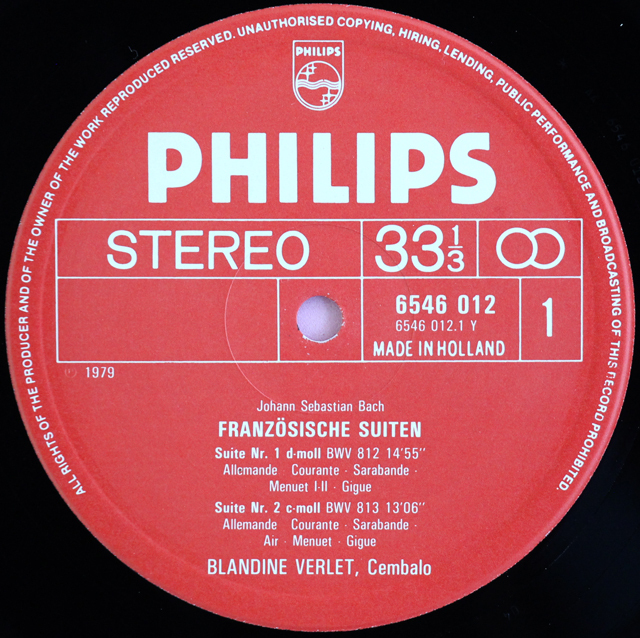 ALL RIGHTS OF THE PRODUCER AND OF THE OWNER OF THE WORK REPRODUCED RESERVED. UNAUTHORISED COPYING, HIRING, LENDING, PUBLIC PERFORMANCE AND BROADCASTING OF THIS RECORD PROHIBITED.
PHILIPS
PHILIPS
STEREO
33 1/3
6546 012
6546 012.1 Y
1
MADE IN HOLLAND
℗ 1979
Johann Sebastian Bach
FRANZÖSISCHE SUITEN
Suite Nr. 1 d-moll BWV 812 14'55''
Allemande · Courante · Sarabande ·
Menuet I-II · Gigue
Suite Nr. 2 c-moll BWV 813 13'06''
Allemande · Courante · Sarabande ·
Air · Menuet · Gigue
BLANDINE VERLET, Cembalo